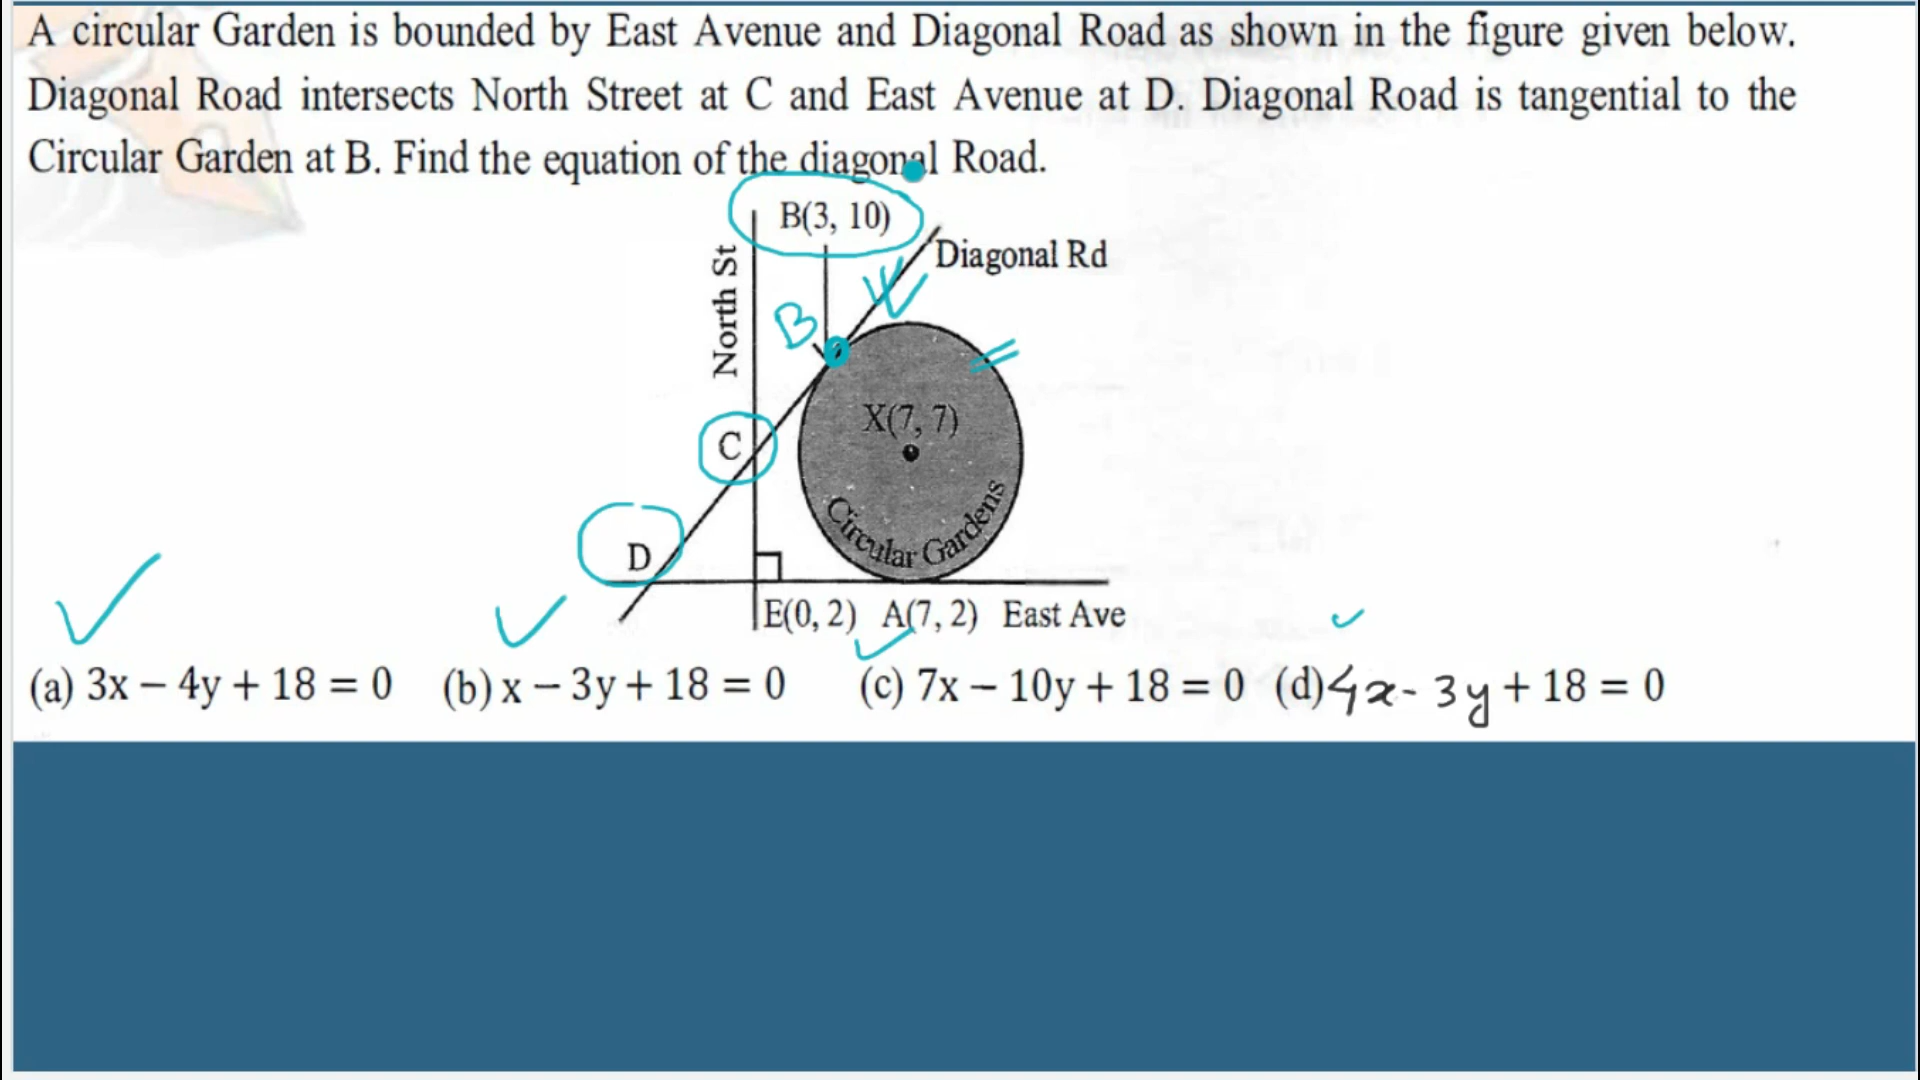 A circular Garden is bounded by East Avenue and Diagonal Road as shown in the figure given below.
Diagonal Road intersects North Street at C and East Avenue at D. Diagonal Road is tangential to the
Circular Garden at B. Find the equation of the diagonal Road.
B(3, 10)
Diagonal Rd
North St
B
X(7, 7)
C
Circular Gardens
D
E(0, 2) A(7, 2) East Ave
(a) 3x – 4y + 18 = 0 (b) x – 3y + 18 = 0 (c) 7x – 10y + 18 = 0 (d) 4x - 3y + 18 = 0